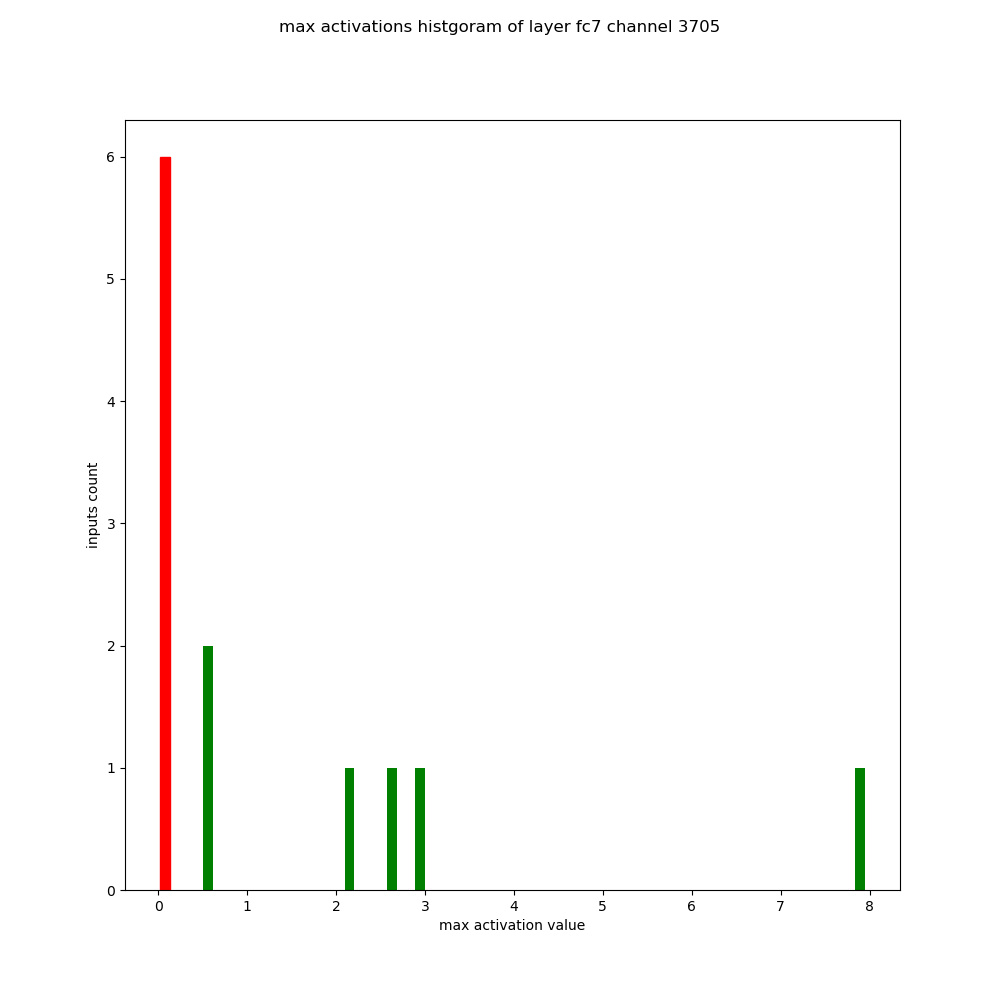 max activations histgoram of layer fc7 channel 3705
6
5
4
3
2
1
0
inputs count
0 1 2 3 4 5 6 7 8
max activation value